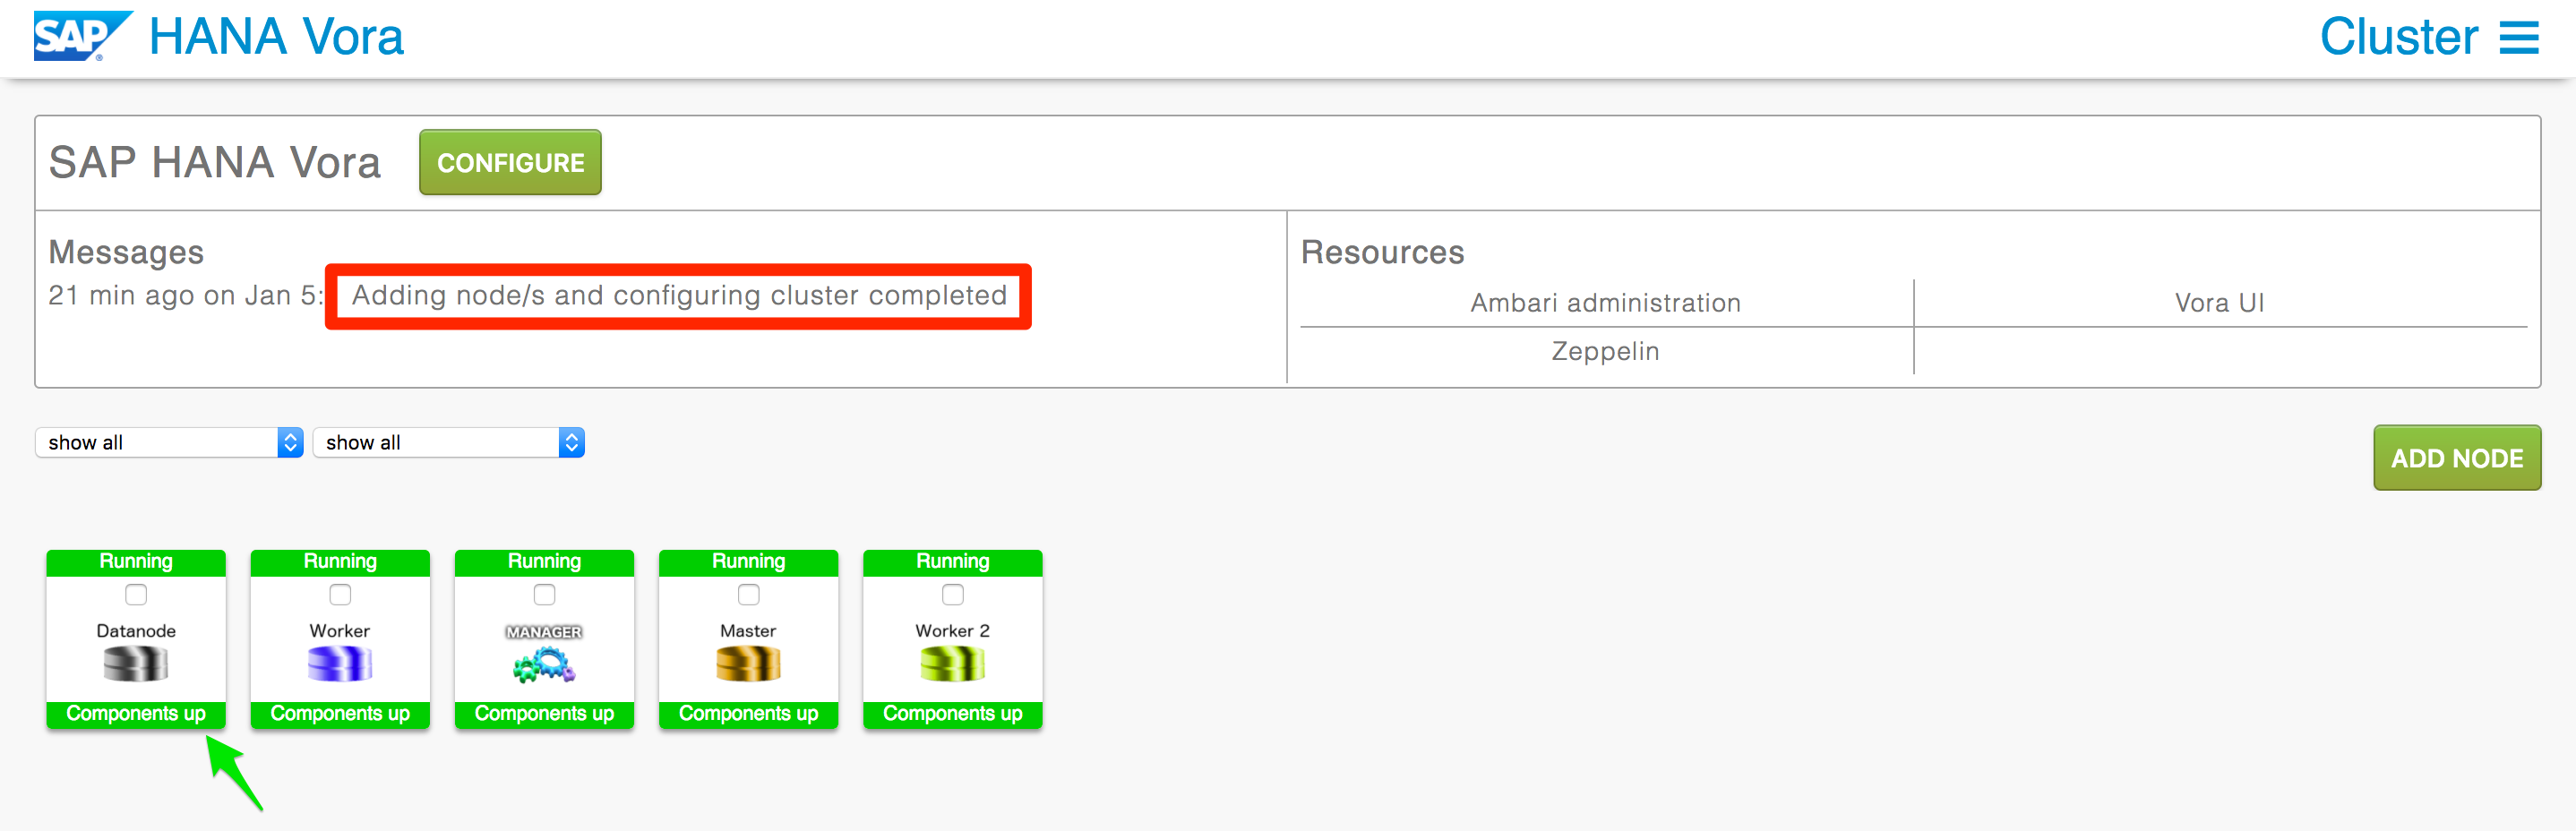 SAP ® HANA Vora
Cluster
SAP HANA Vora
CONFIGURE
Messages
21 min ago on Jan 5: Adding node/s and configuring cluster completed
Resources
Ambari administration
Vora UI
Zeppelin
show all
show all
ADD NODE
Running
Datanode
Components up
Running
Worker
Components up
Running
MANAGER
Components up
Running
Master
Components up
Running
Worker 2
Components up